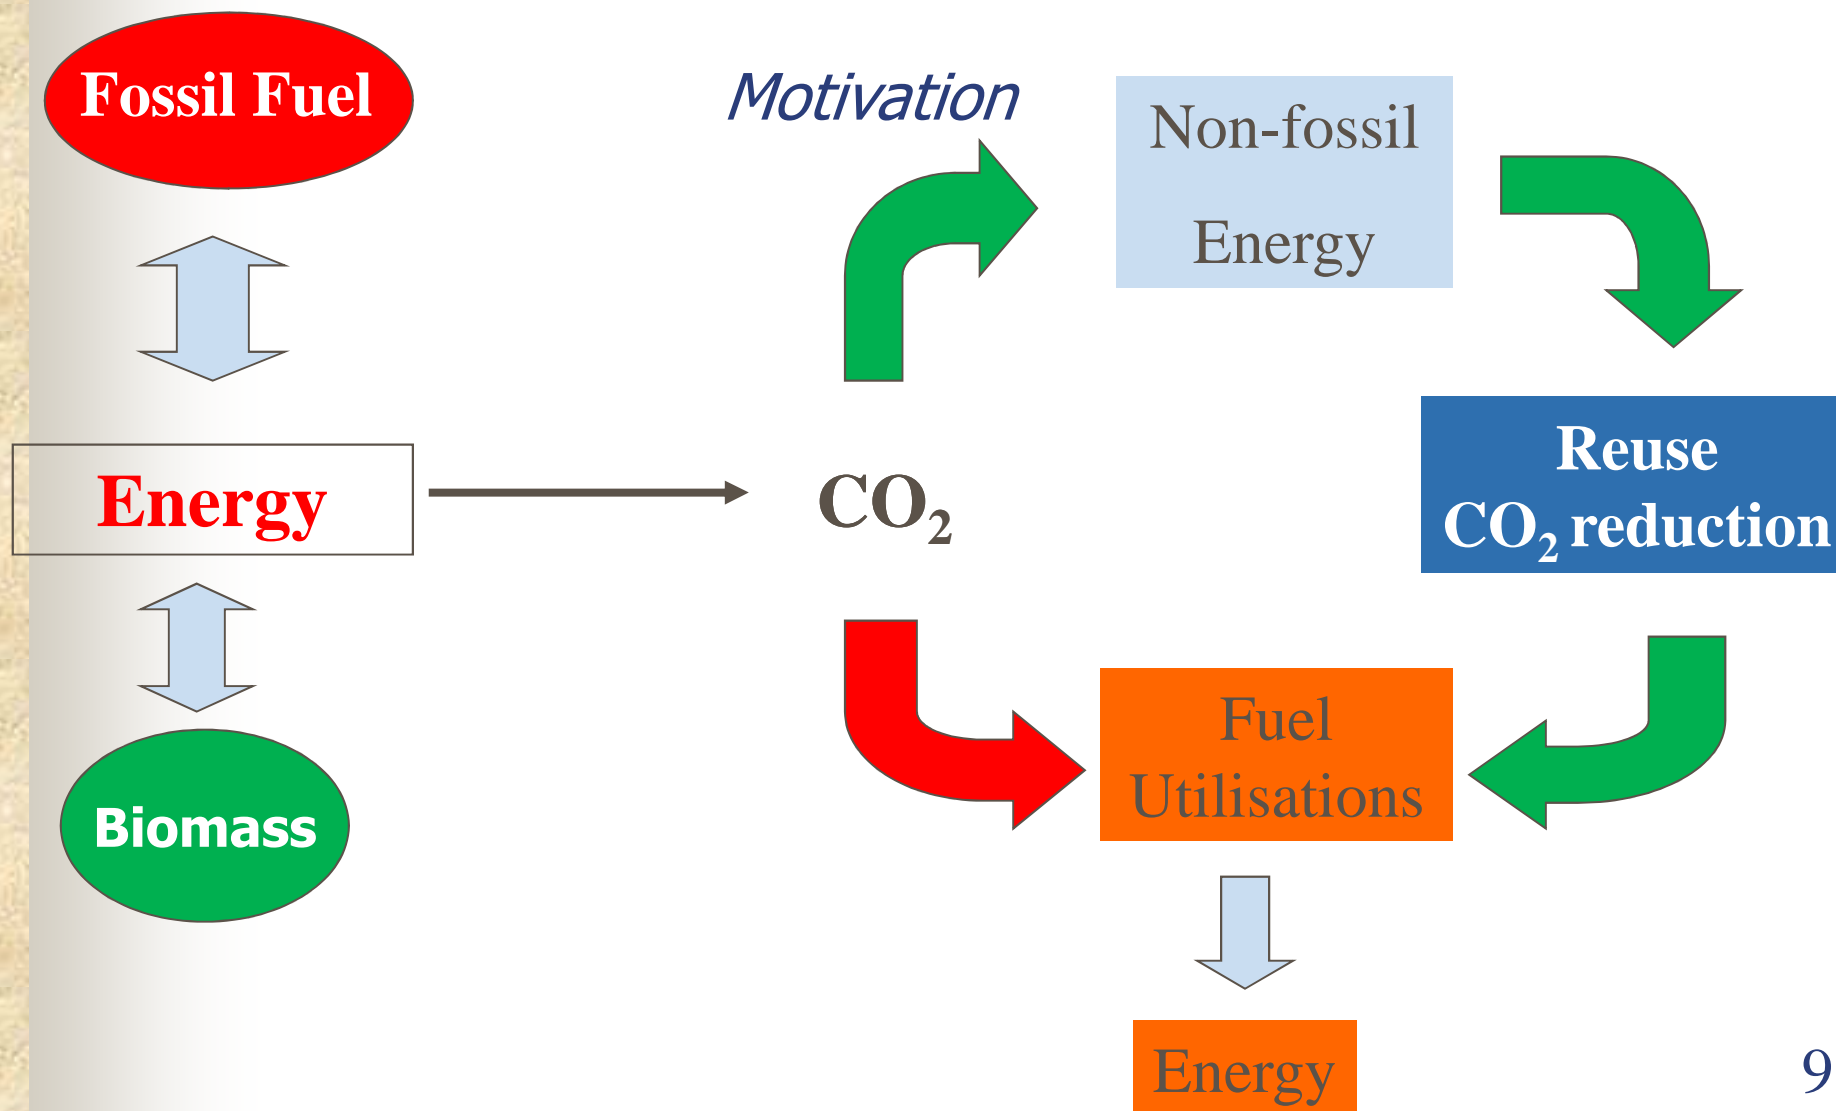 Motivation
Fossil Fuel
Energy
Biomass
CO₂
Non-fossil
Energy
Reuse
CO₂ reduction
Fuel
Utilisations
Energy
9